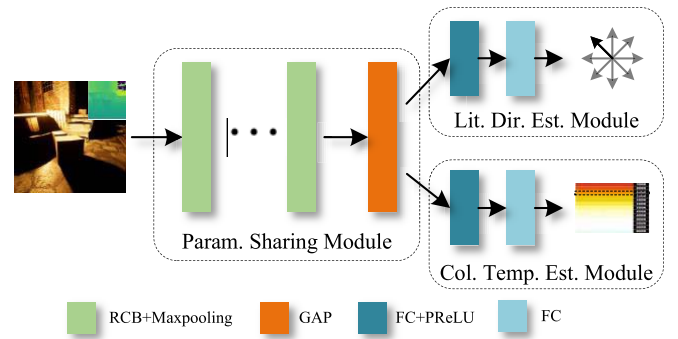 Lit. Dir. Est. Module
Param. Sharing Module
Col. Temp. Est. Module
RCB+Maxpooling
GAP
FC+PReLU
FC